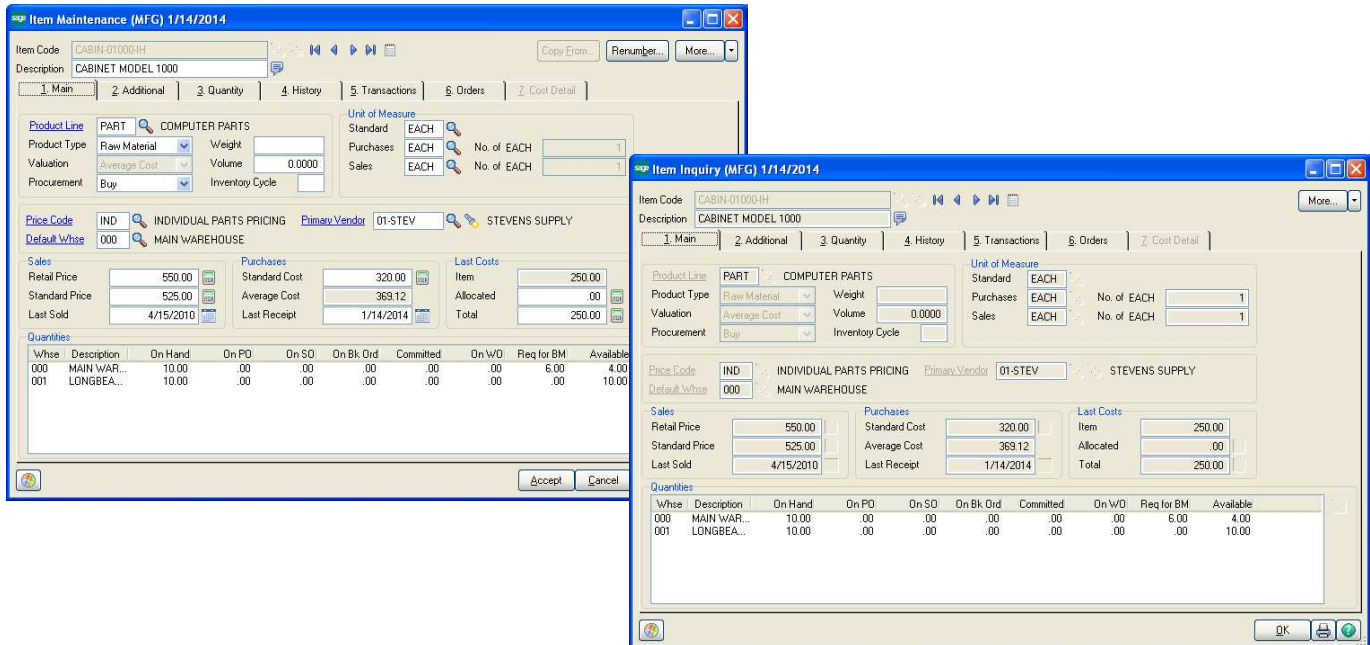 sage Item Maintenance (MFG) 1/14/2014
Item Code CABIN-01000-IH Copy From... Renumber... More...
Description CABINET MODEL 1000
1. Main 2. Additional 3. Quantity 4. History 5. Transactions 6. Orders 7. Cost Detail
Unit of Measure
Product Line PART COMPUTER PARTS Standard EACH
Product Type Raw Material Weight Purchases EACH No. of EACH 1
Valuation Average Cost Volume 0.0000 Sales EACH No. of EACH 1
Procurement Buy Inventory Cycle
Price Code IND INDIVIDUAL PARTS PRICING Primary Vendor 01-STEV STEVENS SUPPLY
Default Whse 000 MAIN WAREHOUSE
Sales Purchases Last Costs
Retail Price 550.00 Standard Cost 320.00 Item 250.00
Standard Price 525.00 Average Cost 369.12 Allocated .00
Last Sold 4/15/2010 Last Receipt 1/14/2014 Total 250.00
Quantities
Whse Description On Hand On PO On SO On Bk Ord Committed On WO Req for BM Available
000 MAIN WAR... 10.00 .00 .00 .00 .00 .00 6.00 4.00
001 LONGBEA... 10.00 .00 .00 .00 .00 .00 .00 10.00
Accept Cancel
sage Item Inquiry (MFG) 1/14/2014
Item Code CABIN-01000-IH More...
Description CABINET MODEL 1000
1. Main 2. Additional 3. Quantity 4. History 5. Transactions 6. Orders 7. Cost Detail
Unit of Measure
Product Line PART COMPUTER PARTS Standard EACH
Product Type Raw Material Weight Purchases EACH No. of EACH 1
Valuation Average Cost Volume 0.0000 Sales EACH No. of EACH 1
Procurement Buy Inventory Cycle
Price Code IND INDIVIDUAL PARTS PRICING Primary Vendor 01-STEV STEVENS SUPPLY
Default Whse 000 MAIN WAREHOUSE
Sales Purchases Last Costs
Retail Price 550.00 Standard Cost 320.00 Item 250.00
Standard Price 525.00 Average Cost 369.12 Allocated .00
Last Sold 4/15/2010 Last Receipt 1/14/2014 Total 250.00
Quantities
Whse Description On Hand On PO On SO On Bk Ord Committed On WO Req for BM Available
000 MAIN WAR... 10.00 .00 .00 .00 .00 .00 6.00 4.00
001 LONGBEA... 10.00 .00 .00 .00 .00 .00 .00 10.00
OK